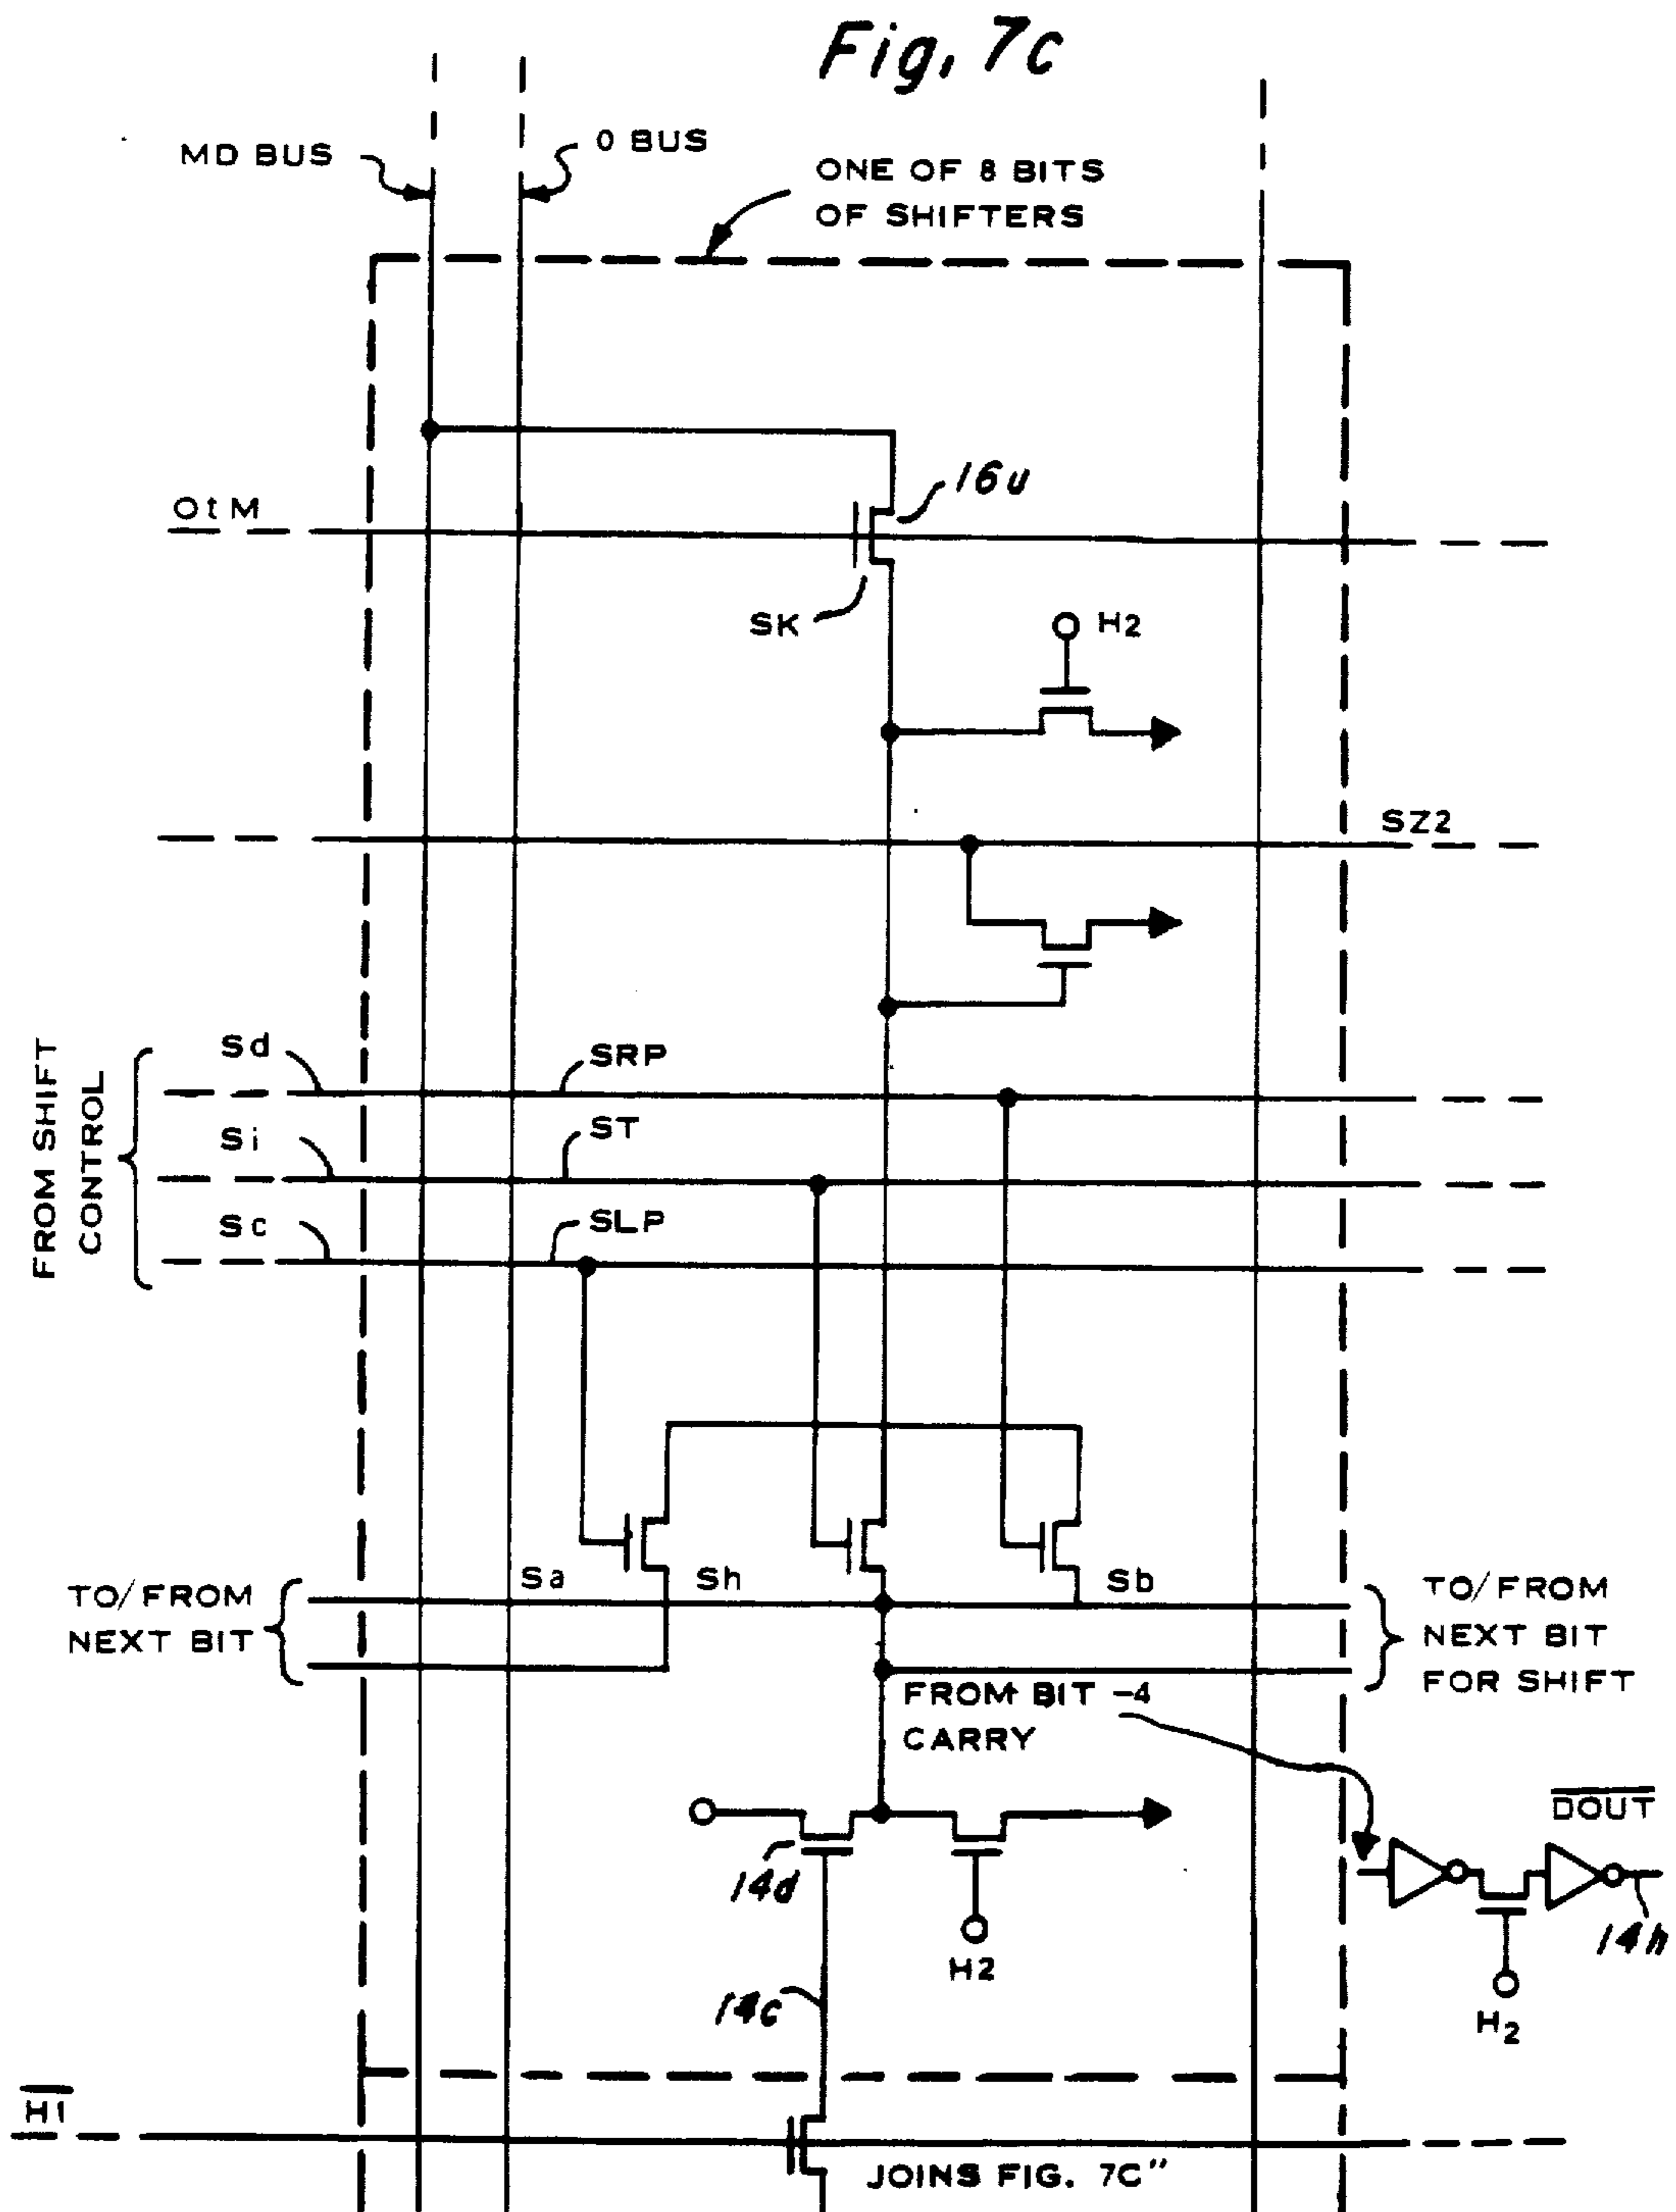 Fig. 7c
MD BUS
0 BUS
ONE OF 8 BITS
OF SHIFTERS
OtM
16u
SK
H2
SZ2
FROM SHIFT
CONTROL
Sd
SRP
Si
ST
Sc
SLP
Sa
Sh
Sb
TO/FROM
NEXT BIT
TO/FROM
NEXT BIT
FOR SHIFT
FROM BIT -4
CARRY
14d
H2
DOUT
14h
H2
14c
H1
JOINS FIG. 7C"